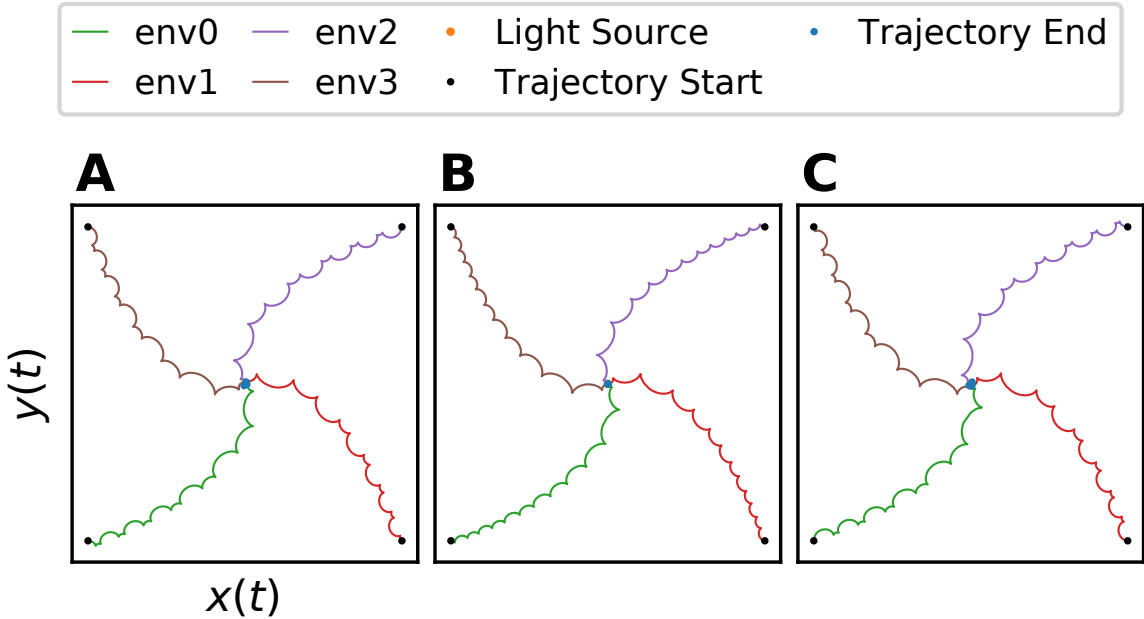 env0 env2 Light Source Trajectory End
env1 env3 Trajectory Start
A B C
y(t)
x(t)